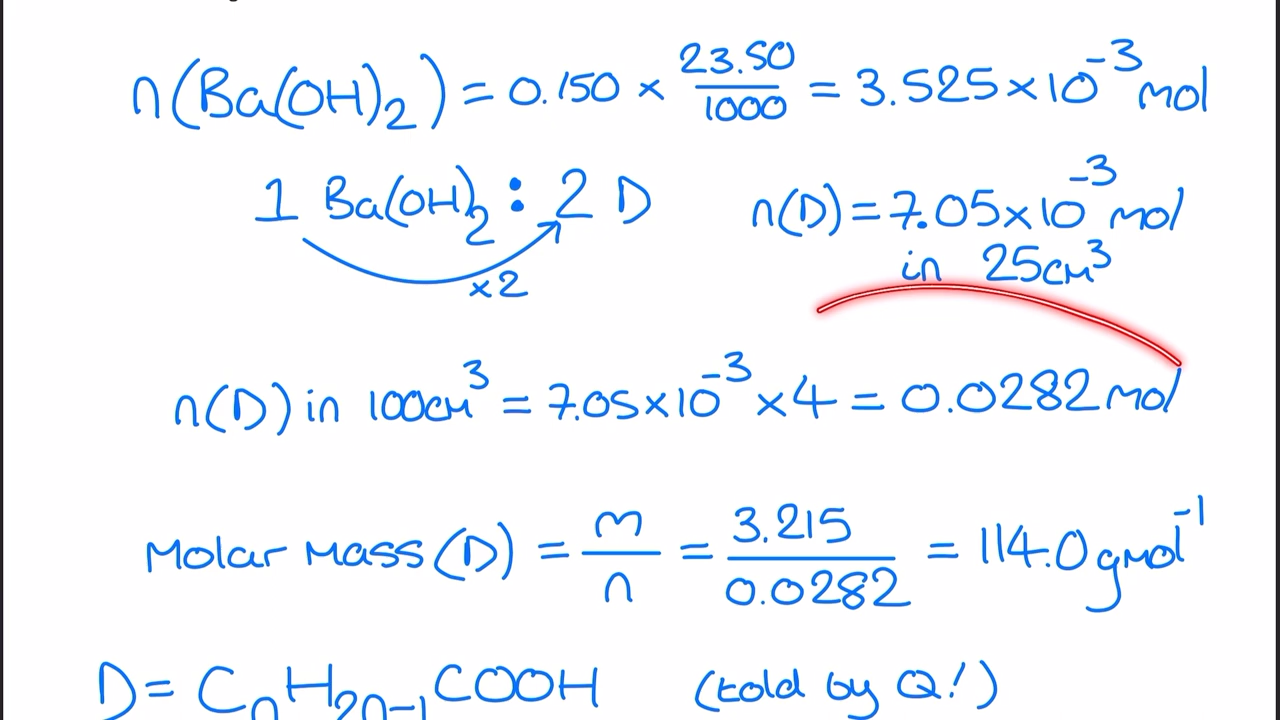 n(Ba(OH)₂) = 0.150 × 23.50/1000 = 3.525×10⁻³ mol
1 Ba(OH)₂ : 2 D
×2
n(D) = 7.05×10⁻³ mol
in 25cm³
n(D) in 100cm³ = 7.05×10⁻³ ×4 = 0.0282 mol
Molar Mass (D) = m/n = 3.215/0.0282 = 114.0 gmol⁻¹
D = CₙH₂ₙ₋₁COOH (told by Q!)